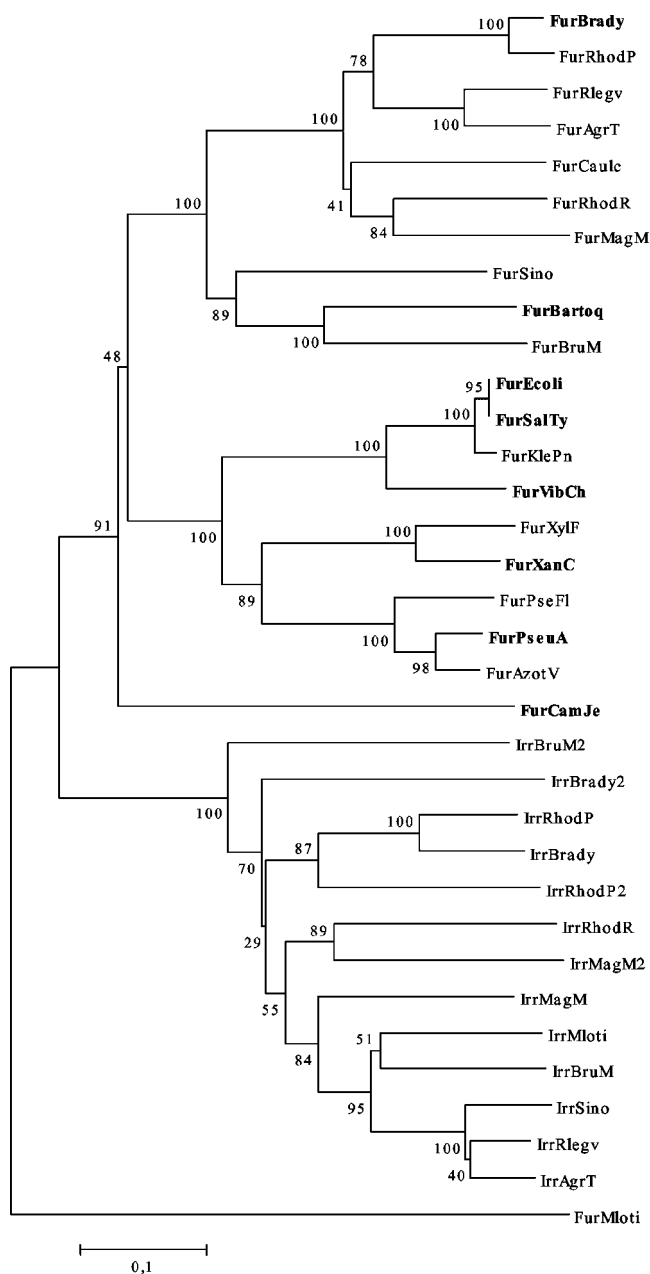 100 FurBrady
78 FurRhodP
FurRlegv
100 100 FurAgrT
FurCaulc
100 41 FurRhodR
84 FurMagM
FurSino
89 FurBartoq
100 FurBruM
48
95 FurEcoli
100 FurSalTy
100 FurKlePn
FurVibCh
91 100 100 FurXylF
FurXanC
89 FurPseFl
100 FurPseuA
98 FurAzotV
FurCamJe
IrrBruM2
IrrBrady2
100 100 IrrRhodP
87 IrrBrady
70 IrrRhodP2
89 IrrRhodR
29 IrrMagM2
55 IrrMagM
51 IrrMloti
84 IrrBruM
95 IrrSino
100 IrrRlegv
40 IrrAgrT
FurMloti
0,1